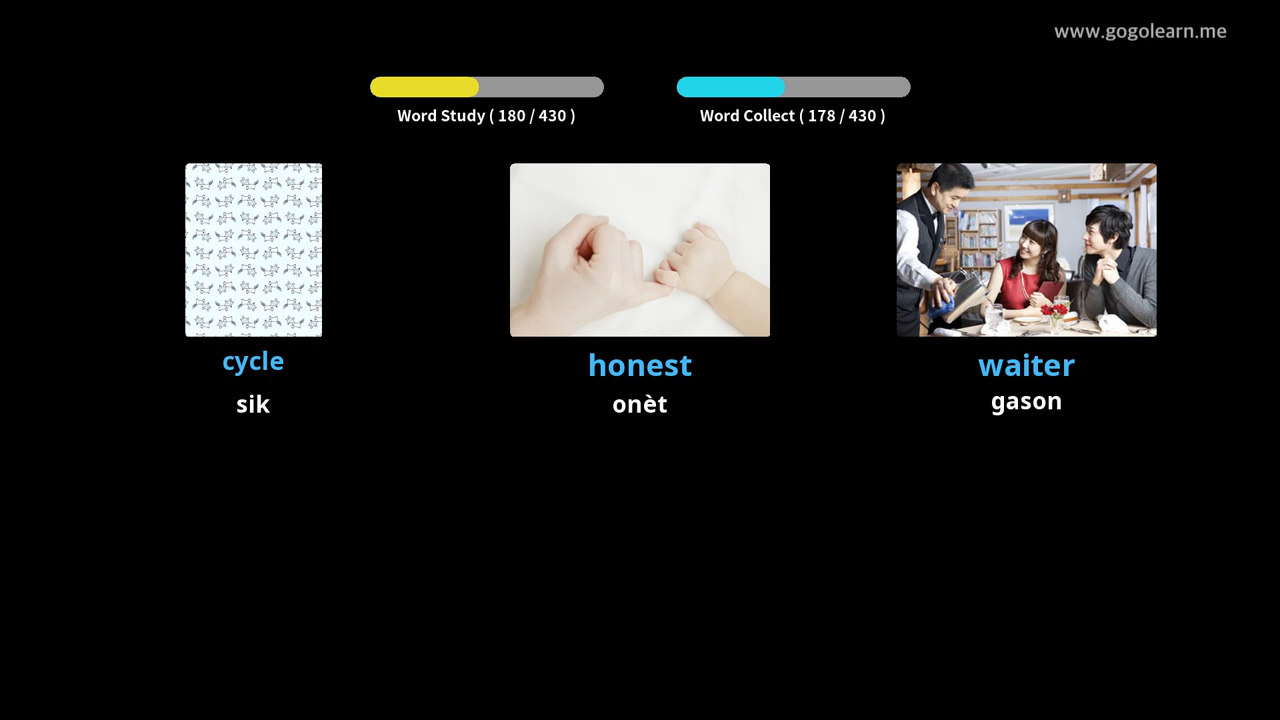 www.gogolearn.me
Word Study ( 180 / 430 )
Word Collect ( 178 / 430 )
cycle
sik
honest
onèt
waiter
gason